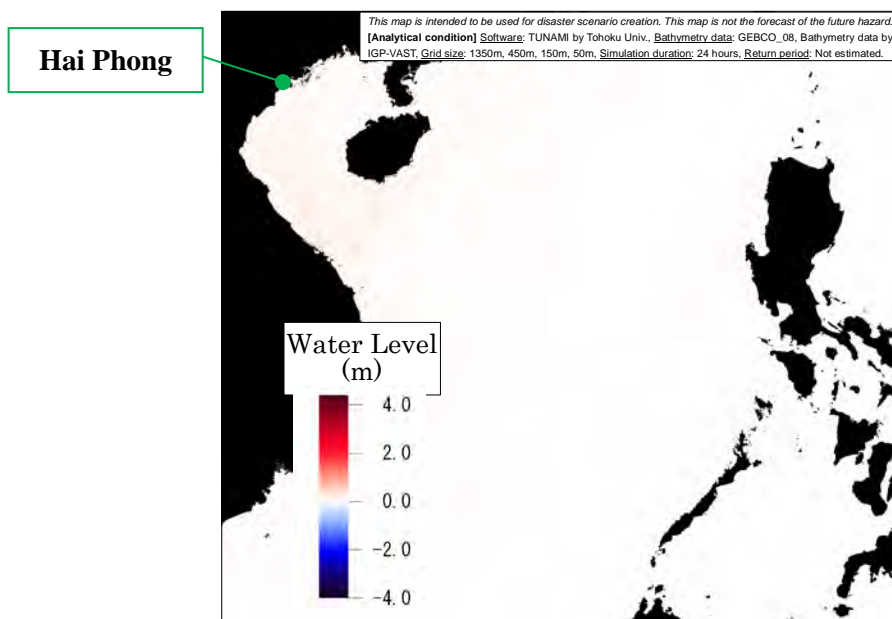 This map is intended to be used for disaster scenario creation. This map is not the forecast of the future hazard.
[Analytical condition] Software: TUNAMI by Tohoku Univ., Bathymetry data: GEBCO_08, Bathymetry data by
IGP-VAST, Grid size: 1350m, 450m, 150m, 50m, Simulation duration: 24 hours, Return period: Not estimated.
Hai Phong
Water Level
(m)
4.0
2.0
0.0
-2.0
-4.0